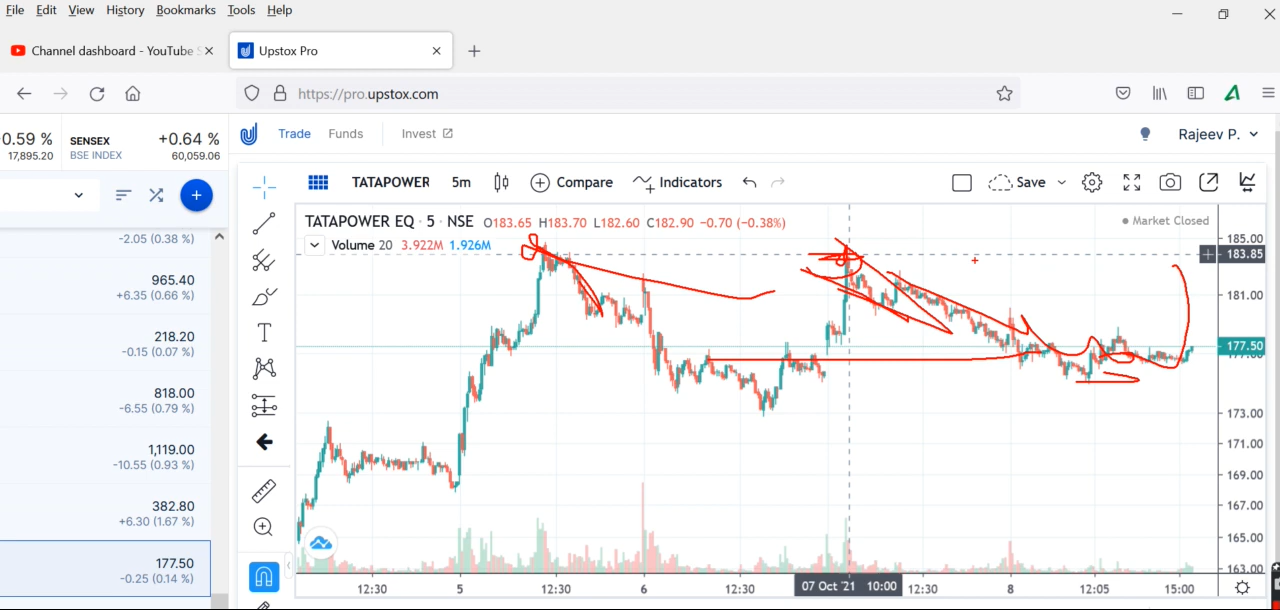 File Edit View History Bookmarks Tools Help
Channel dashboard - YouTube
Upstox Pro
https://pro.upstox.com
0.59 %
17,895.20
SENSEX +0.64 %
BSE INDEX 60,059.06
Trade Funds Invest Rajeev P.
TATAPOWER 5m Compare Indicators Save
TATAPOWER EQ · 5 · NSE O183.65 H183.70 L182.60 C182.90 -0.70 (-0.38%)
Market Closed
Volume 20 3.922M 1.926M
-2.05 (0.38 %)
965.40
+6.35 (0.66 %)
218.20
-0.15 (0.07 %)
818.00
-6.55 (0.79 %)
1,119.00
-10.55 (0.93 %)
382.80
+6.30 (1.67 %)
177.50
-0.25 (0.14 %)
185.00
183.85
181.00
177.50
173.00
171.00
169.00
167.00
165.00
163.00
12:30 5 12:30 6 12:30 07 Oct '21 10:00 12:30 8 12:05 15:00